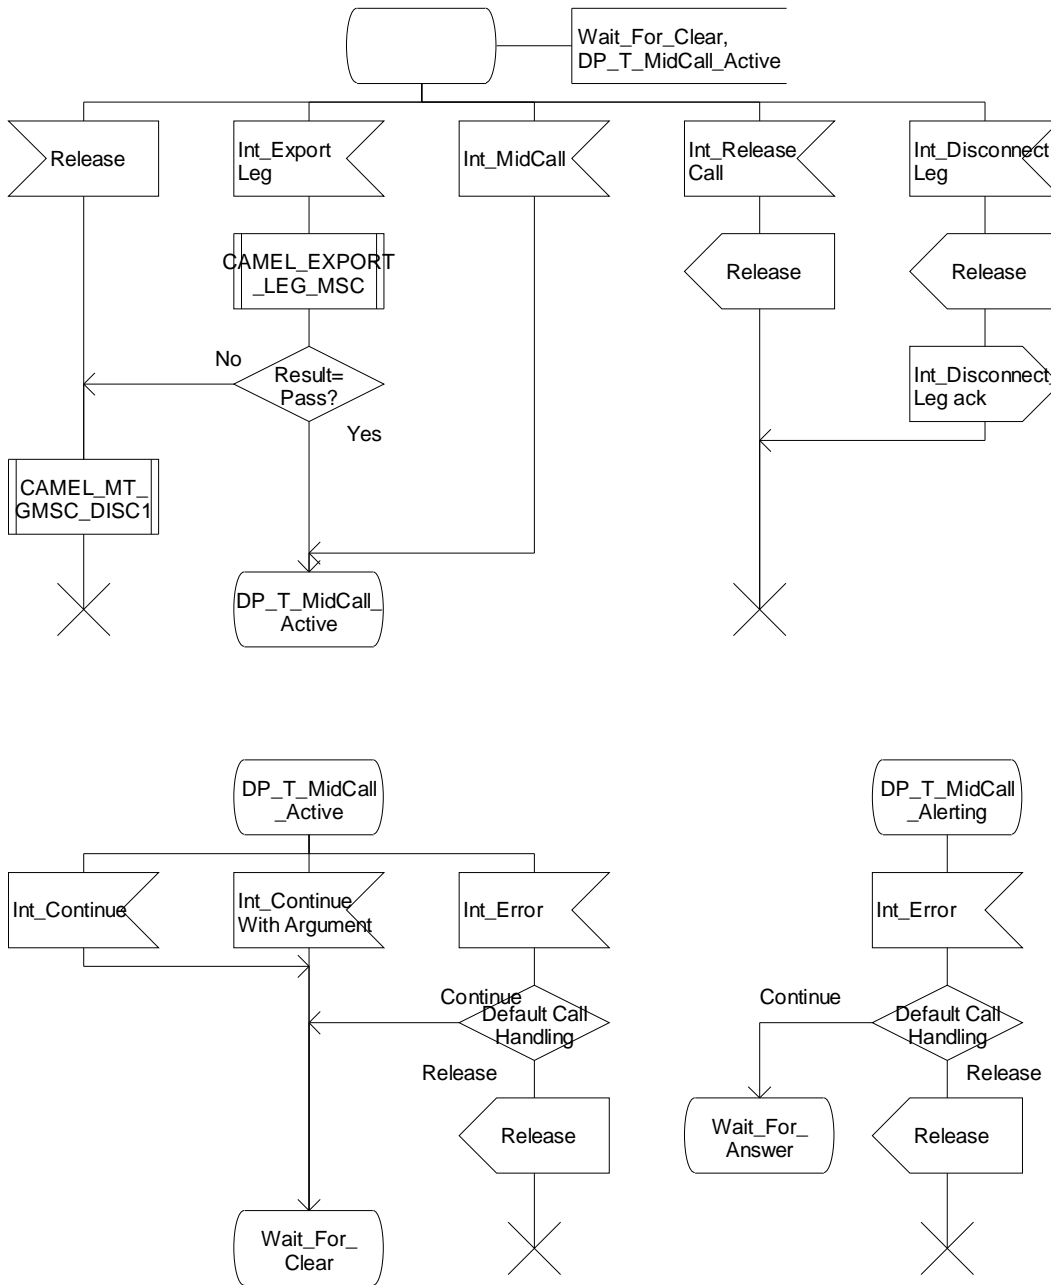 Wait_For_Clear,
DP_T_MidCall_Active
Release
Int_Export
Leg
Int_MidCall
Int_Release
Call
Int_Disconnect
Leg
CAMEL_EXPORT
_LEG_MSC
Release
Release
No
Result=
Pass?
Yes
Int_Disconnect_
Leg ack
CAMEL_MT_
GMSC_DISC1
DP_T_MidCall_
Active
DP_T_MidCall
_Active
DP_T_MidCall
_Alerting
Int_Continue
Int_Continue
With Argument
Int_Error
Int_Error
Continue
Default Call
Handling
Continue
Default Call
Handling
Release
Release
Release
Wait_For_
Answer
Release
Wait_For_
Clear